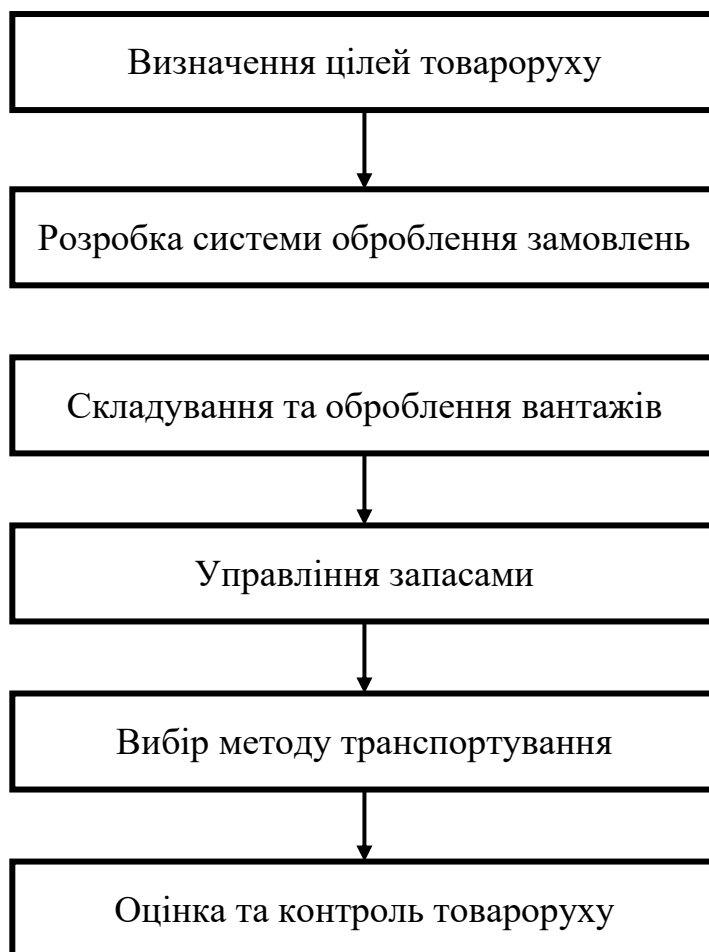 Визначення цілей товароруху
Розробка системи оброблення замовлень
Складування та оброблення вантажів
Управління запасами
Вибір методу транспортування
Оцінка та контроль товароруху